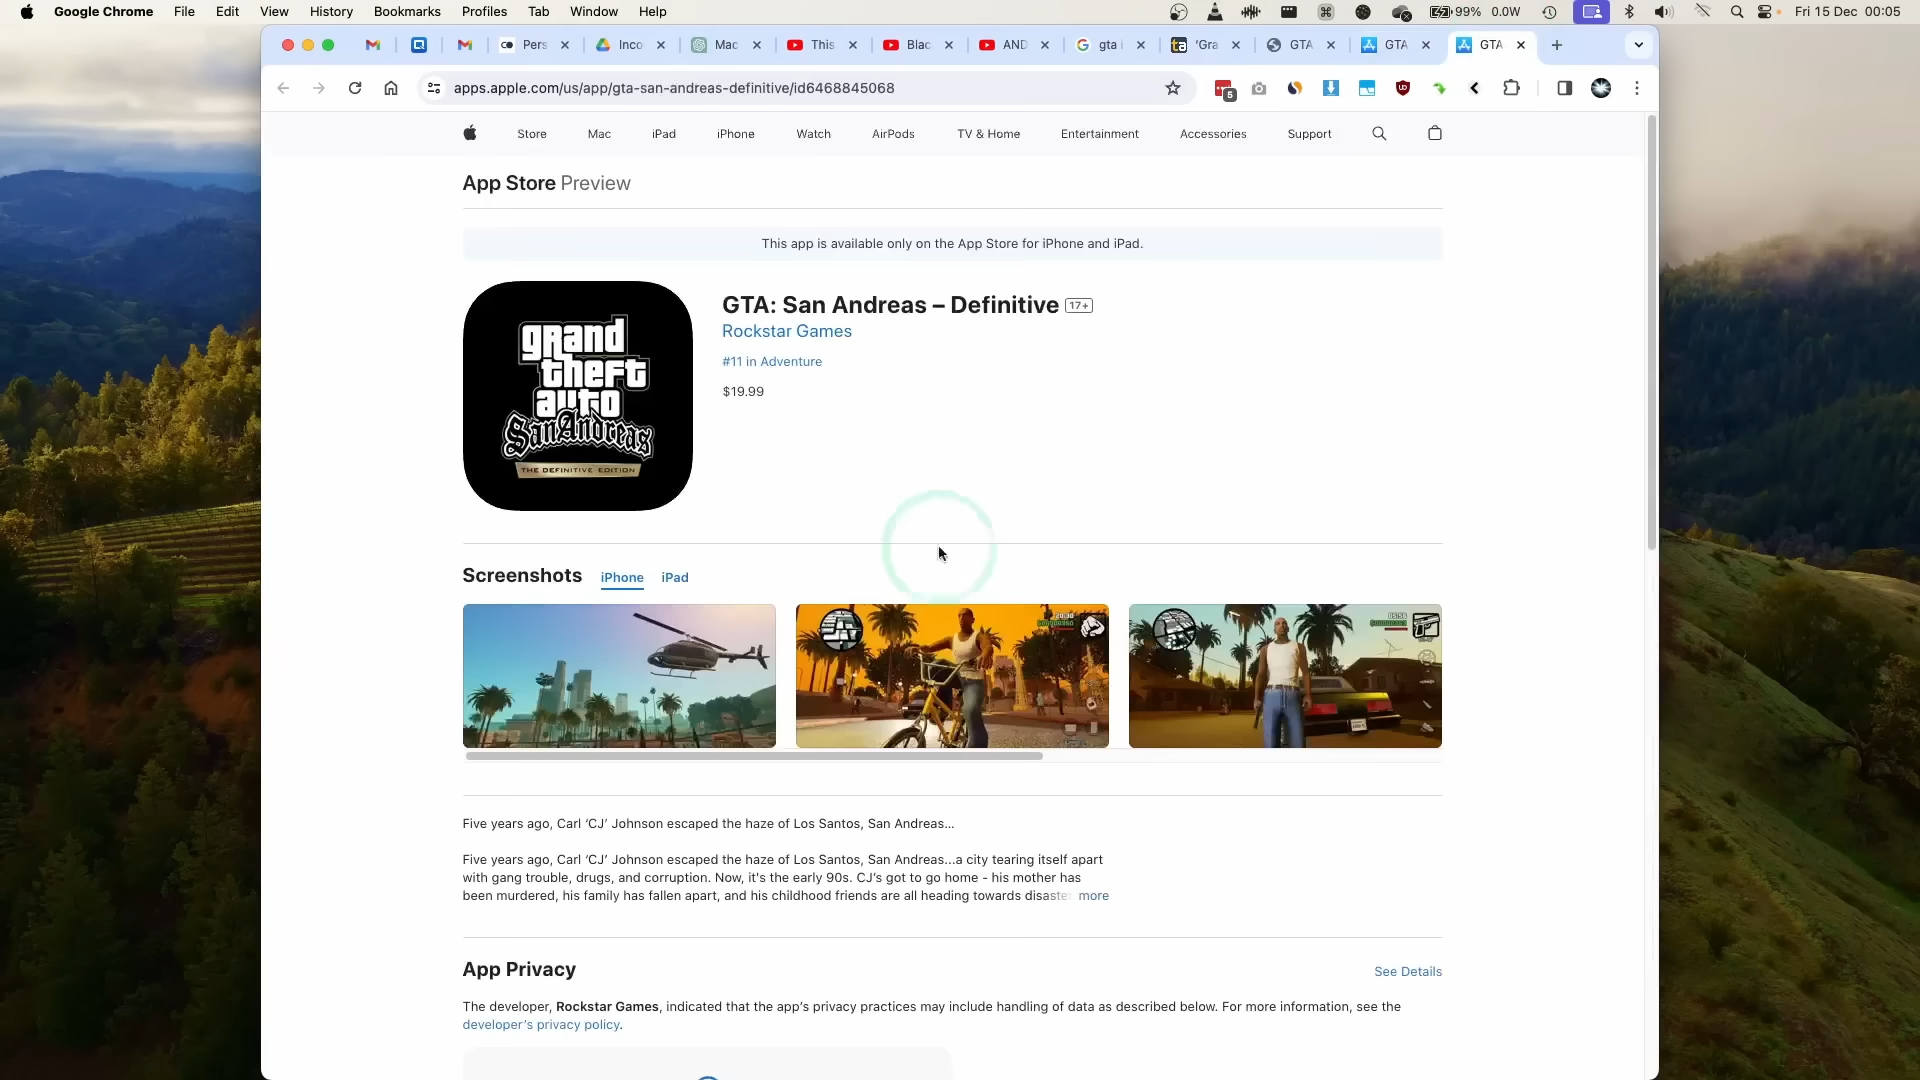 Google Chrome File Edit View History Bookmarks Profiles Tab Window Help 99% 0.0W Fri 15 Dec 00:05
Pers Inco Mac This Blac AND gta i 'Gra GTA GTA GTA
apps.apple.com/us/app/gta-san-andreas-definitive/id6468845068 5
Store Mac iPad iPhone Watch AirPods TV & Home Entertainment Accessories Support
App Store Preview
This app is available only on the App Store for iPhone and iPad.
grand
theft
auto
San Andreas
THE DEFINITIVE EDITION
GTA: San Andreas – Definitive 17+
Rockstar Games
#11 in Adventure
$19.99
Screenshots iPhone iPad
Five years ago, Carl ‘CJ’ Johnson escaped the haze of Los Santos, San Andreas…
Five years ago, Carl ‘CJ’ Johnson escaped the haze of Los Santos, San Andreas...a city tearing itself apart
with gang trouble, drugs, and corruption. Now, it's the early 90s. CJ's got to go home - his mother has
been murdered, his family has fallen apart, and his childhood friends are all heading towards disaster more
App Privacy See Details
The developer, Rockstar Games, indicated that the app’s privacy practices may include handling of data as described below. For more information, see the
developer’s privacy policy.